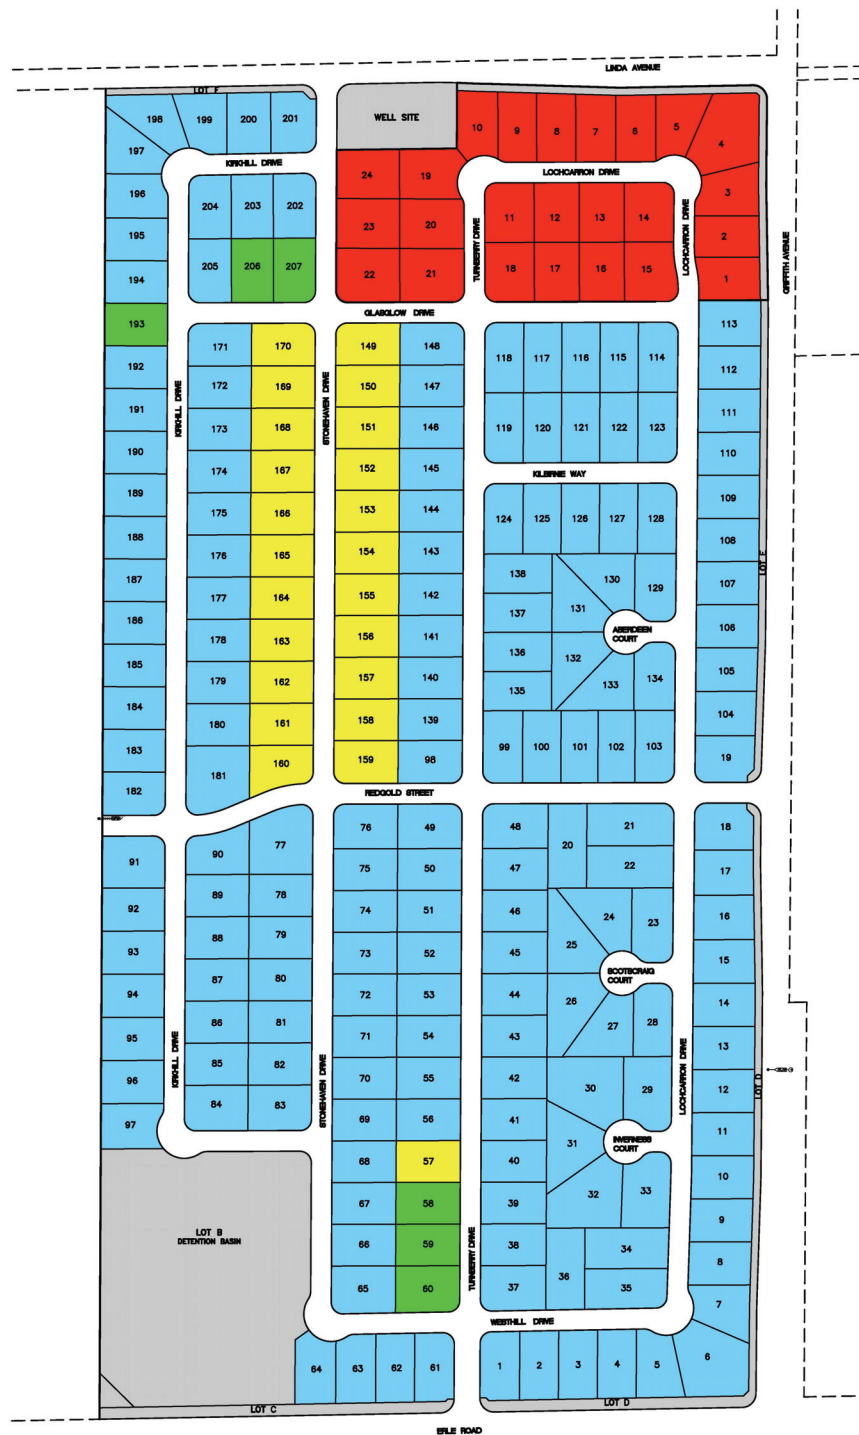 LINDA AVENUE
LOT F
198 199 200 201
197
KIRKHILL DRIVE
196
204 203 202
195
205 206 207
194
193
WELL SITE
10 9 8 7 6 5 4
24 19
LOCHCARRON DRIVE
3
23 20
11 12 13 14
2
22 21
18 17 16 15
1
TURNBERRY DRIVE
LOCHCARRON DRIVE
GRIFFITH AVENUE
GLASGLOW DRIVE
171 170 149 148
118 117 116 115 114
113
192
172 169 150 147
112
191
173 168 151 146
119 120 121 122 123
111
KIRKHILL DRIVE
STONEHAVEN DRIVE
190
174 167 152 145
110
KILBIRNIE WAY
189
175 166 153 144
124 125 126 127 128
109
188
176 165 154 143
108
LOT E
187
177 164 155 142
138 131 130 129
107
186
178 163 156 141
137
106
ABERDEEN
COURT
185
179 162 157 140
136 132 133 134
105
135
184
180 161 158 139
104
183
181 160 159 98
99 100 101 102 103
19
182
REDGOLD STREET
91
90 77
76 49
48 20 21
18
75 50
47 22
17
92
89 78
74 51
46 25 24 23
16
93
88 79
73 52
45
15
SCOTSCRAIG
COURT
94
87 80
72 53
44 26 27 28
14
95
86 81
71 54
43
13
KIRKHILL DRIVE
STONEHAVEN DRIVE
LOCHCARRON DRIVE
96
85 82
70 55
42 30 29
12
LOT D
97
84 83
69 56
41 31
11
INVERNESS
COURT
68 57
40 32 33
10
67 58
39
9
66 59
38 34
8
65 60
37 36 35
7
LOT B
DETENTION BASIN
TURNBERRY DRIVE
WESTHILL DRIVE
64 63 62 61
1 2 3 4 5 6
LOT C
LOT D
ERLE ROAD